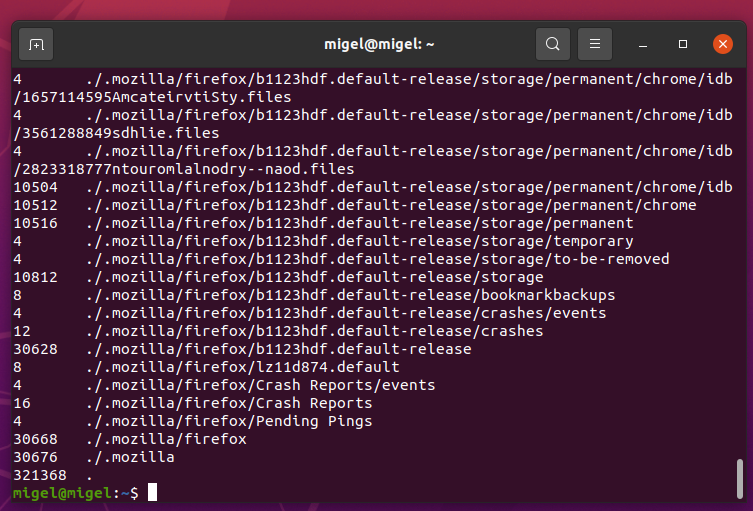 migel@migel: ~
4 ./.mozilla/firefox/b1123hdf.default-release/storage/permanent/chrome/idb
/1657114595AmcateirvtiSty.files
4 ./.mozilla/firefox/b1123hdf.default-release/storage/permanent/chrome/idb
/3561288849sdhlie.files
4 ./.mozilla/firefox/b1123hdf.default-release/storage/permanent/chrome/idb
/2823318777ntouromlalnodry--naod.files
10504 ./.mozilla/firefox/b1123hdf.default-release/storage/permanent/chrome/idb
10512 ./.mozilla/firefox/b1123hdf.default-release/storage/permanent/chrome
10516 ./.mozilla/firefox/b1123hdf.default-release/storage/permanent
4 ./.mozilla/firefox/b1123hdf.default-release/storage/temporary
4 ./.mozilla/firefox/b1123hdf.default-release/storage/to-be-removed
10812 ./.mozilla/firefox/b1123hdf.default-release/storage
8 ./.mozilla/firefox/b1123hdf.default-release/bookmarkbackups
4 ./.mozilla/firefox/b1123hdf.default-release/crashes/events
12 ./.mozilla/firefox/b1123hdf.default-release/crashes
30628 ./.mozilla/firefox/b1123hdf.default-release
8 ./.mozilla/firefox/lz11d874.default
4 ./.mozilla/firefox/Crash Reports/events
16 ./.mozilla/firefox/Crash Reports
4 ./.mozilla/firefox/Pending Pings
30668 ./.mozilla/firefox
30676 ./.mozilla
321368 .
migel@migel:~$